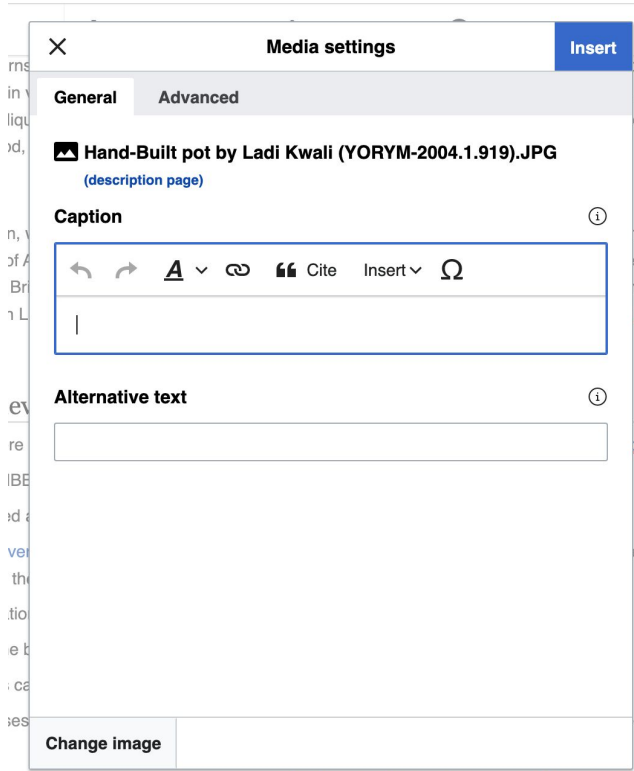 Media settings
Insert
General Advanced
Hand-Built pot by Ladi Kwali (YORYM-2004.1.919).JPG
(description page)
Caption
A Cite Insert Ω
Alternative text
Change image